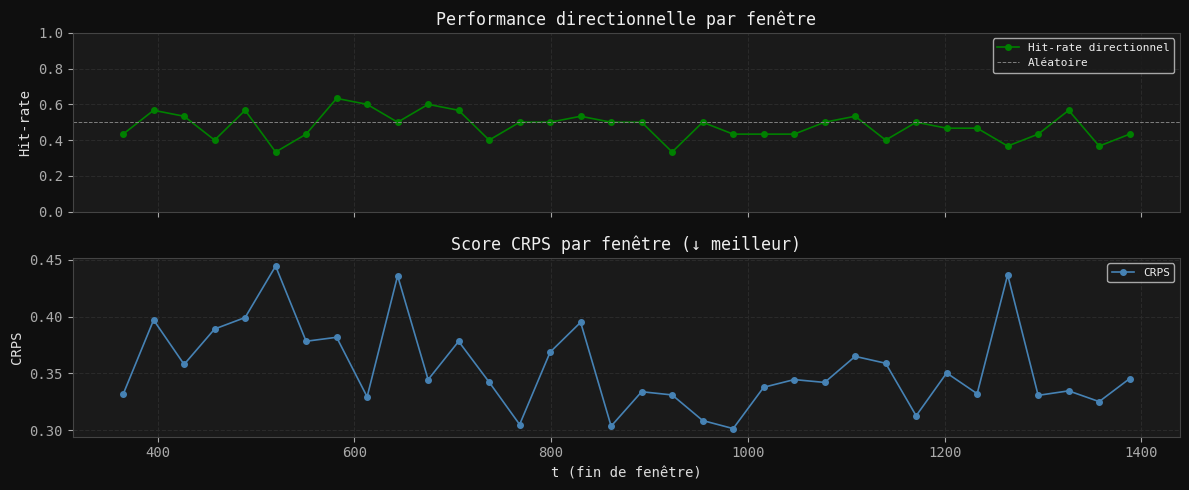 Performance directionnelle par fenêtre
1.0
0.8
0.6
0.4
0.2
0.0
Hit-rate
Hit-rate directionnel
Aléatoire
Score CRPS par fenêtre (↓ meilleur)
0.45
0.40
0.35
0.30
CRPS
CRPS
400 600 800 1000 1200 1400
t (fin de fenêtre)